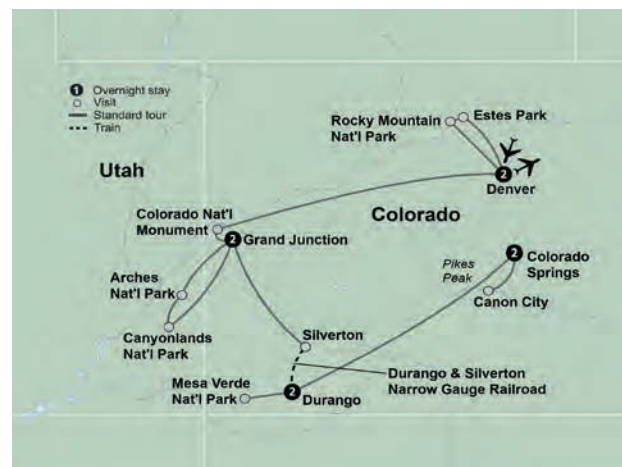 1 Overnight stay
Visit
Standard tour
Train
Rocky Mountain
Nat'l Park
Estes Park
2
Denver
Utah
Colorado
Colorado Nat'l
Monument
2 Grand Junction
Arches
Nat'l Park
Canyonlands
Nat'l Park
Pikes
Peak
2 Colorado
Springs
Canon City
Silverton
Durango & Silverton
Narrow Gauge Railroad
Mesa Verde
Nat'l Park
2 Durango